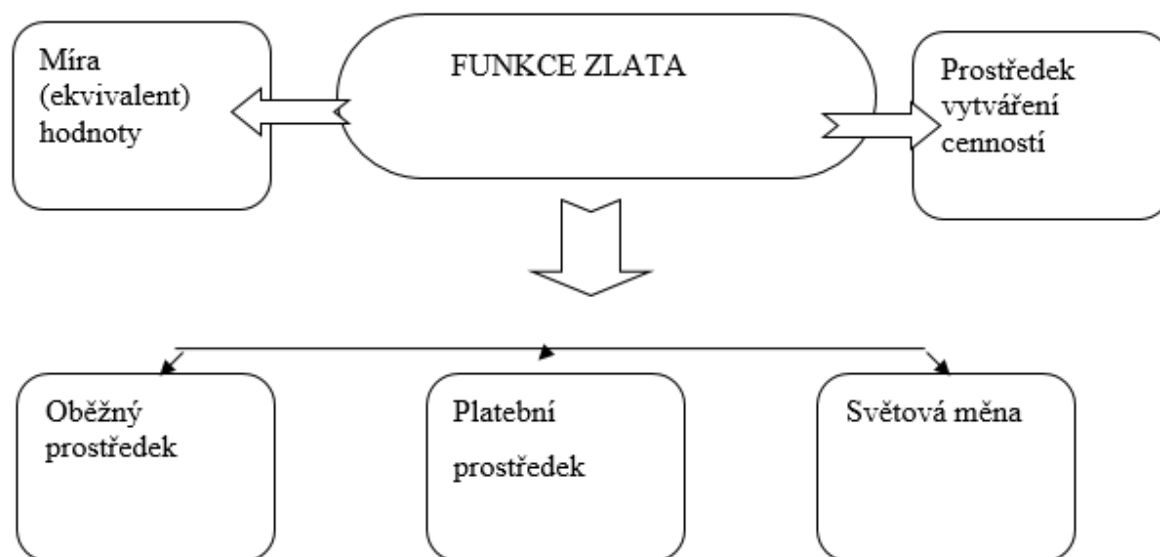 FUNKCE ZLATA
Míra
(ekvivalent)
hodnoty
Prostředek
vytváření
cenností
Oběžný
prostředek
Platební
prostředek
Světová měna